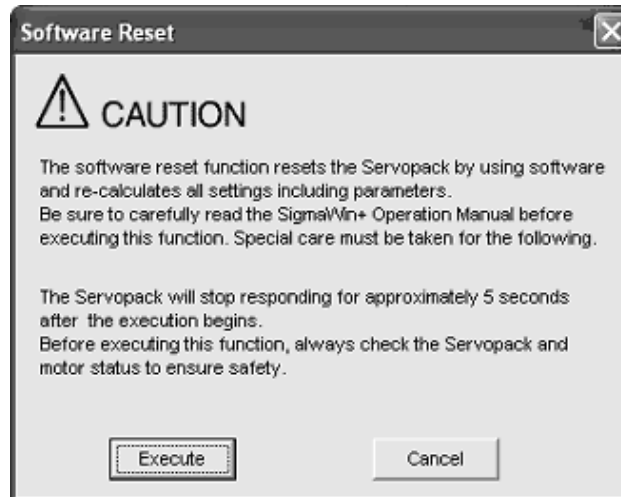 Software Reset
CAUTION
The software reset function resets the Servopack by using software
and re-calculates all settings including parameters.
Be sure to carefully read the SigmaWin+ Operation Manual before
executing this function. Special care must be taken for the following.
The Servopack will stop responding for approximately 5 seconds
after the execution begins.
Before executing this function, always check the Servopack and
motor status to ensure safety.
Execute
Cancel